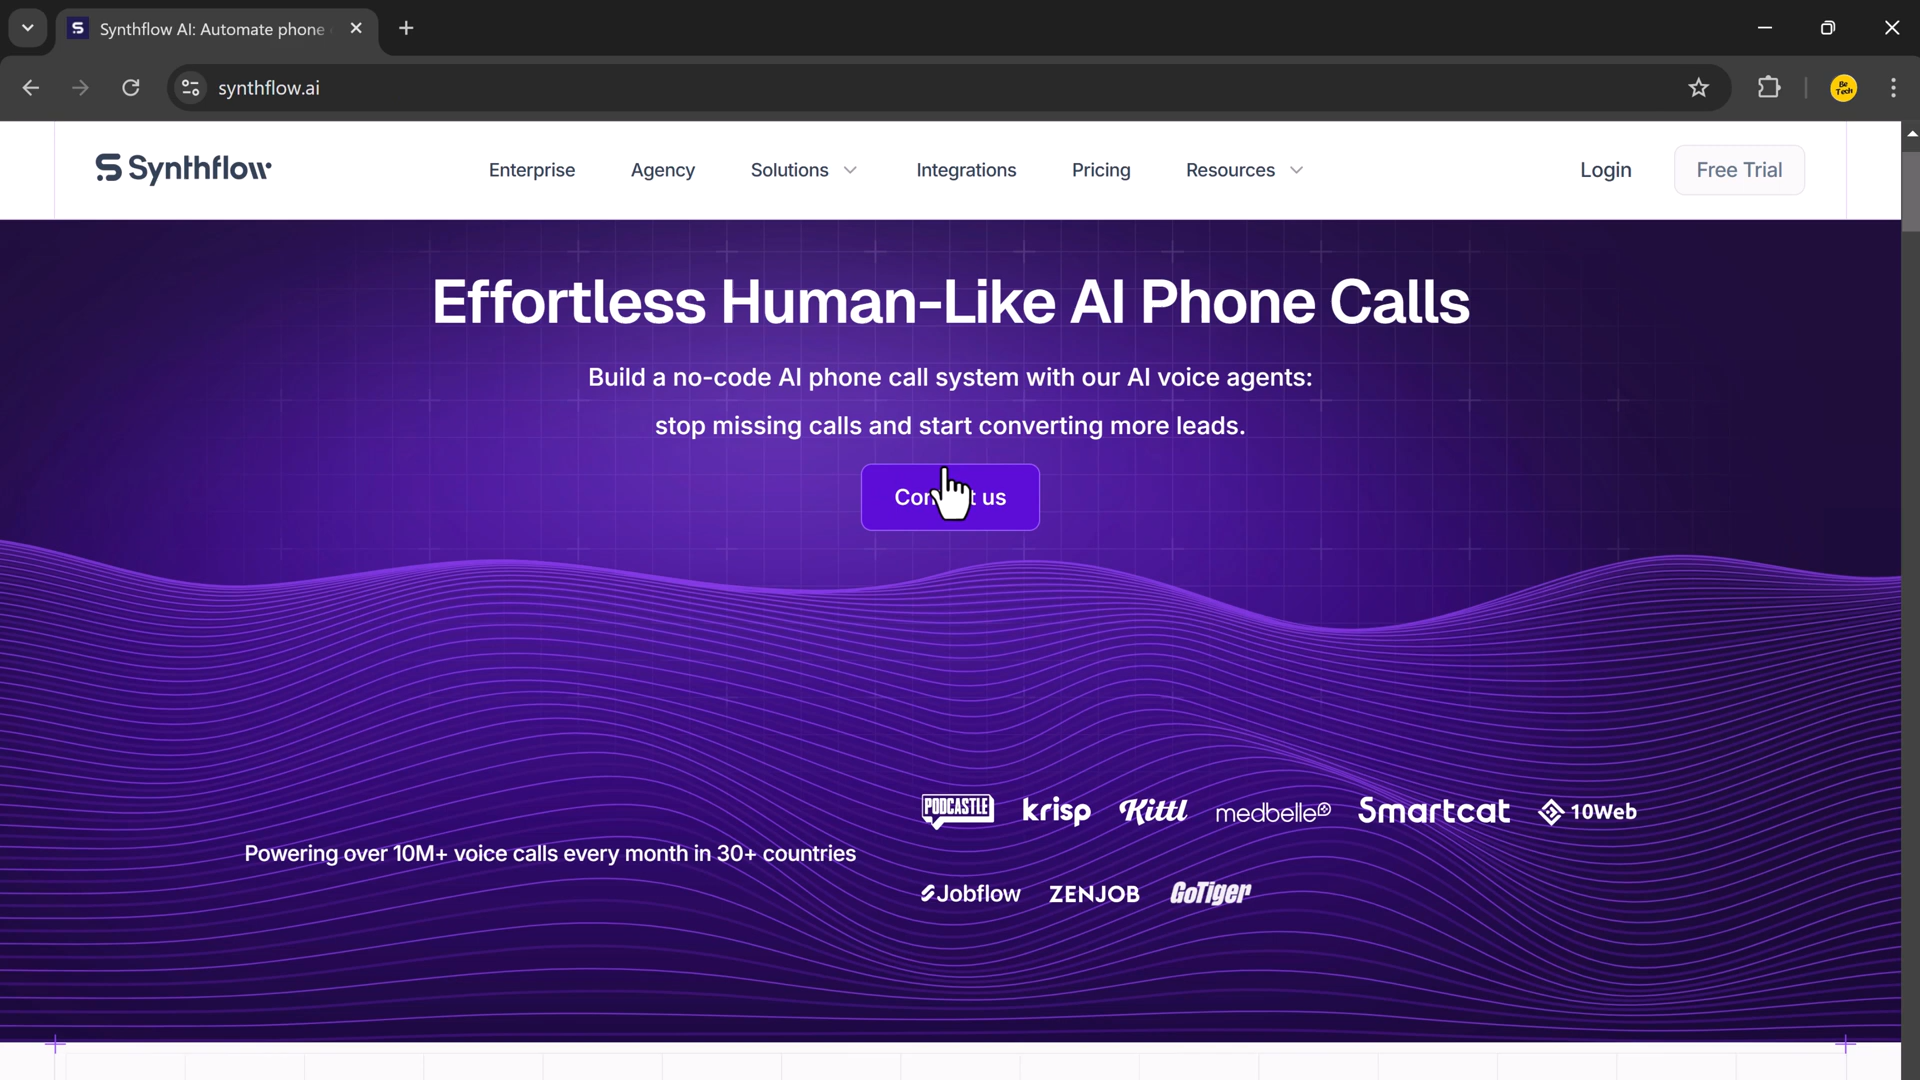 Synthflow AI: Automate phone
synthflow.ai
Be
Tech
Synthflow
Enterprise
Agency
Solutions
Integrations
Pricing
Resources
Login
Free Trial
Effortless Human-Like AI Phone Calls
Build a no-code AI phone call system with our AI voice agents:
stop missing calls and start converting more leads.
us
PODCASTLE
krisp
Kittl
medbelle
Smartcat
10Web
Powering over 10M+ voice calls every month in 30+ countries
Jobflow
ZENJOB
GoTiger